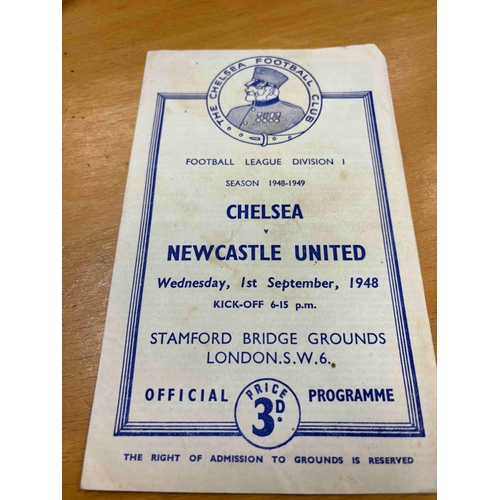 THE CHELSEA FOOTBALL CLUB
FOOTBALL LEAGUE DIVISION I
SEASON 1948-1949
CHELSEA
v
NEWCASTLE UNITED
Wednesday, 1st September, 1948
KICK-OFF 6-15 p.m.
STAMFORD BRIDGE GROUNDS
LONDON.S.W.6.
OFFICIAL PRICE 3D. PROGRAMME
THE RIGHT OF ADMISSION TO GROUNDS IS RESERVED